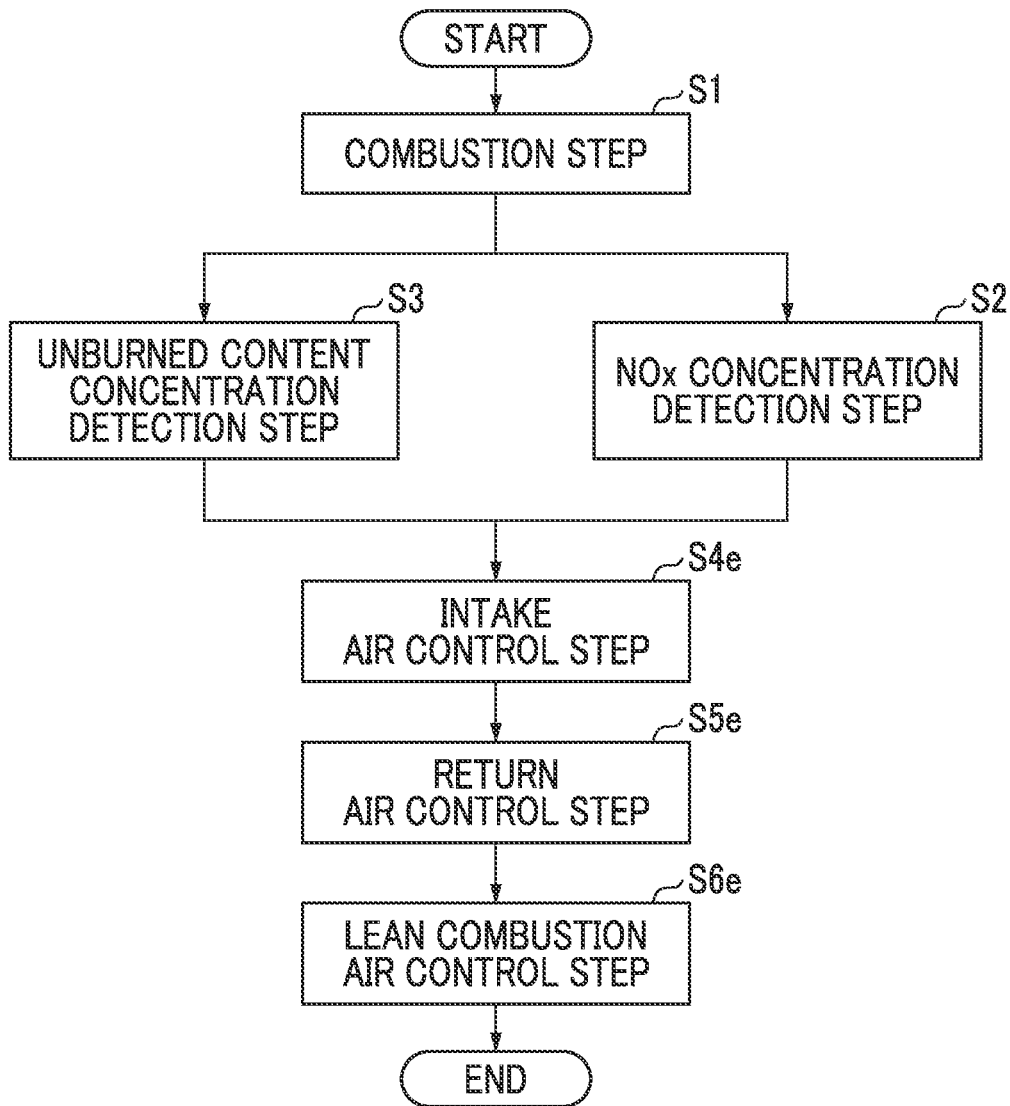 START
S1
COMBUSTION STEP
S3
UNBURNED CONTENT
CONCENTRATION
DETECTION STEP
S2
NOx CONCENTRATION
DETECTION STEP
S4e
INTAKE
AIR CONTROL STEP
S5e
RETURN
AIR CONTROL STEP
S6e
LEAN COMBUSTION
AIR CONTROL STEP
END